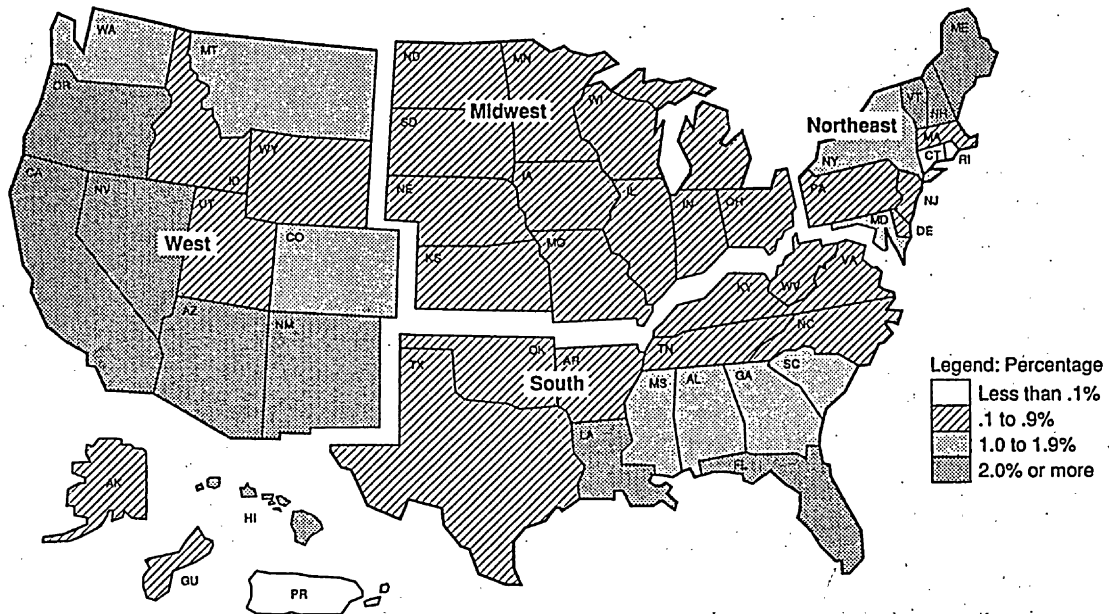 WA
MT
ND
MN
ME
OR
SD
Midwest
WI
VT
NH
Northeast
MA
CT
RI
NY
WY
ID
CA
NV
NE
IA
PA
NJ
UT
IL
IN
OH
MD
DE
West
CO
MO
KS
VA
WV
KY
AZ
NM
NC
TN
TX
OK
AR
South
MS
AL
GA
SC
LA
FL
Legend: Percentage
Less than .1%
.1 to .9%
1.0 to 1.9%
2.0% or more
AK
HI
GU
PR